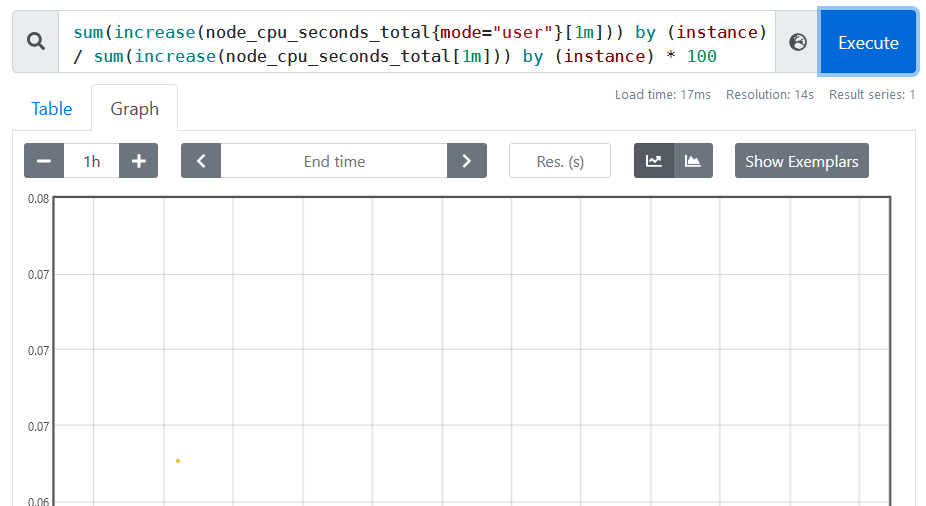 sum(increase(node_cpu_seconds_total{mode="user"}[1m])) by (instance)
/ sum(increase(node_cpu_seconds_total[1m])) by (instance) * 100
Execute
Load time: 17ms Resolution: 14s Result series: 1
Table Graph
1h End time Res. (s) Show Exemplars
0.08
0.07
0.07
0.07
0.06